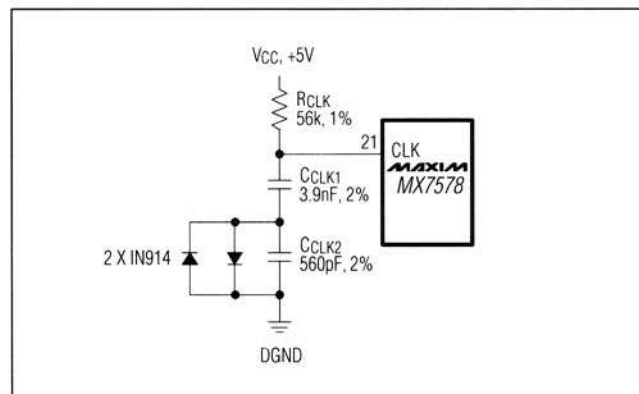 VCC, +5V
RCLK
56k, 1%
21
CLK
MAXIM
MX7578
CCLK1
3.9nF, 2%
2 X IN914
CCLK2
560pF, 2%
DGND